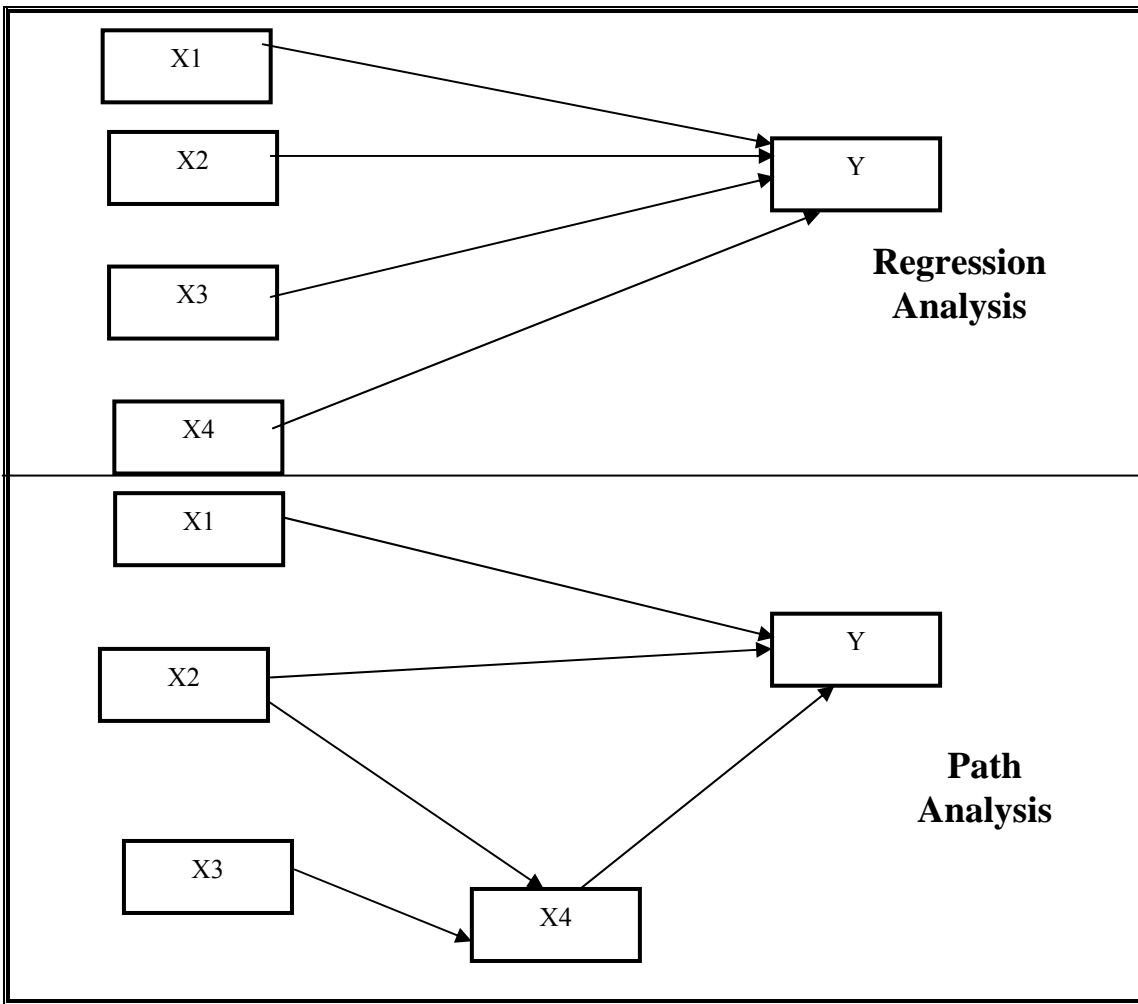 X1
X2
Y
X3
Regression
Analysis
X4
X1
X2
Y
Path
Analysis
X3
X4